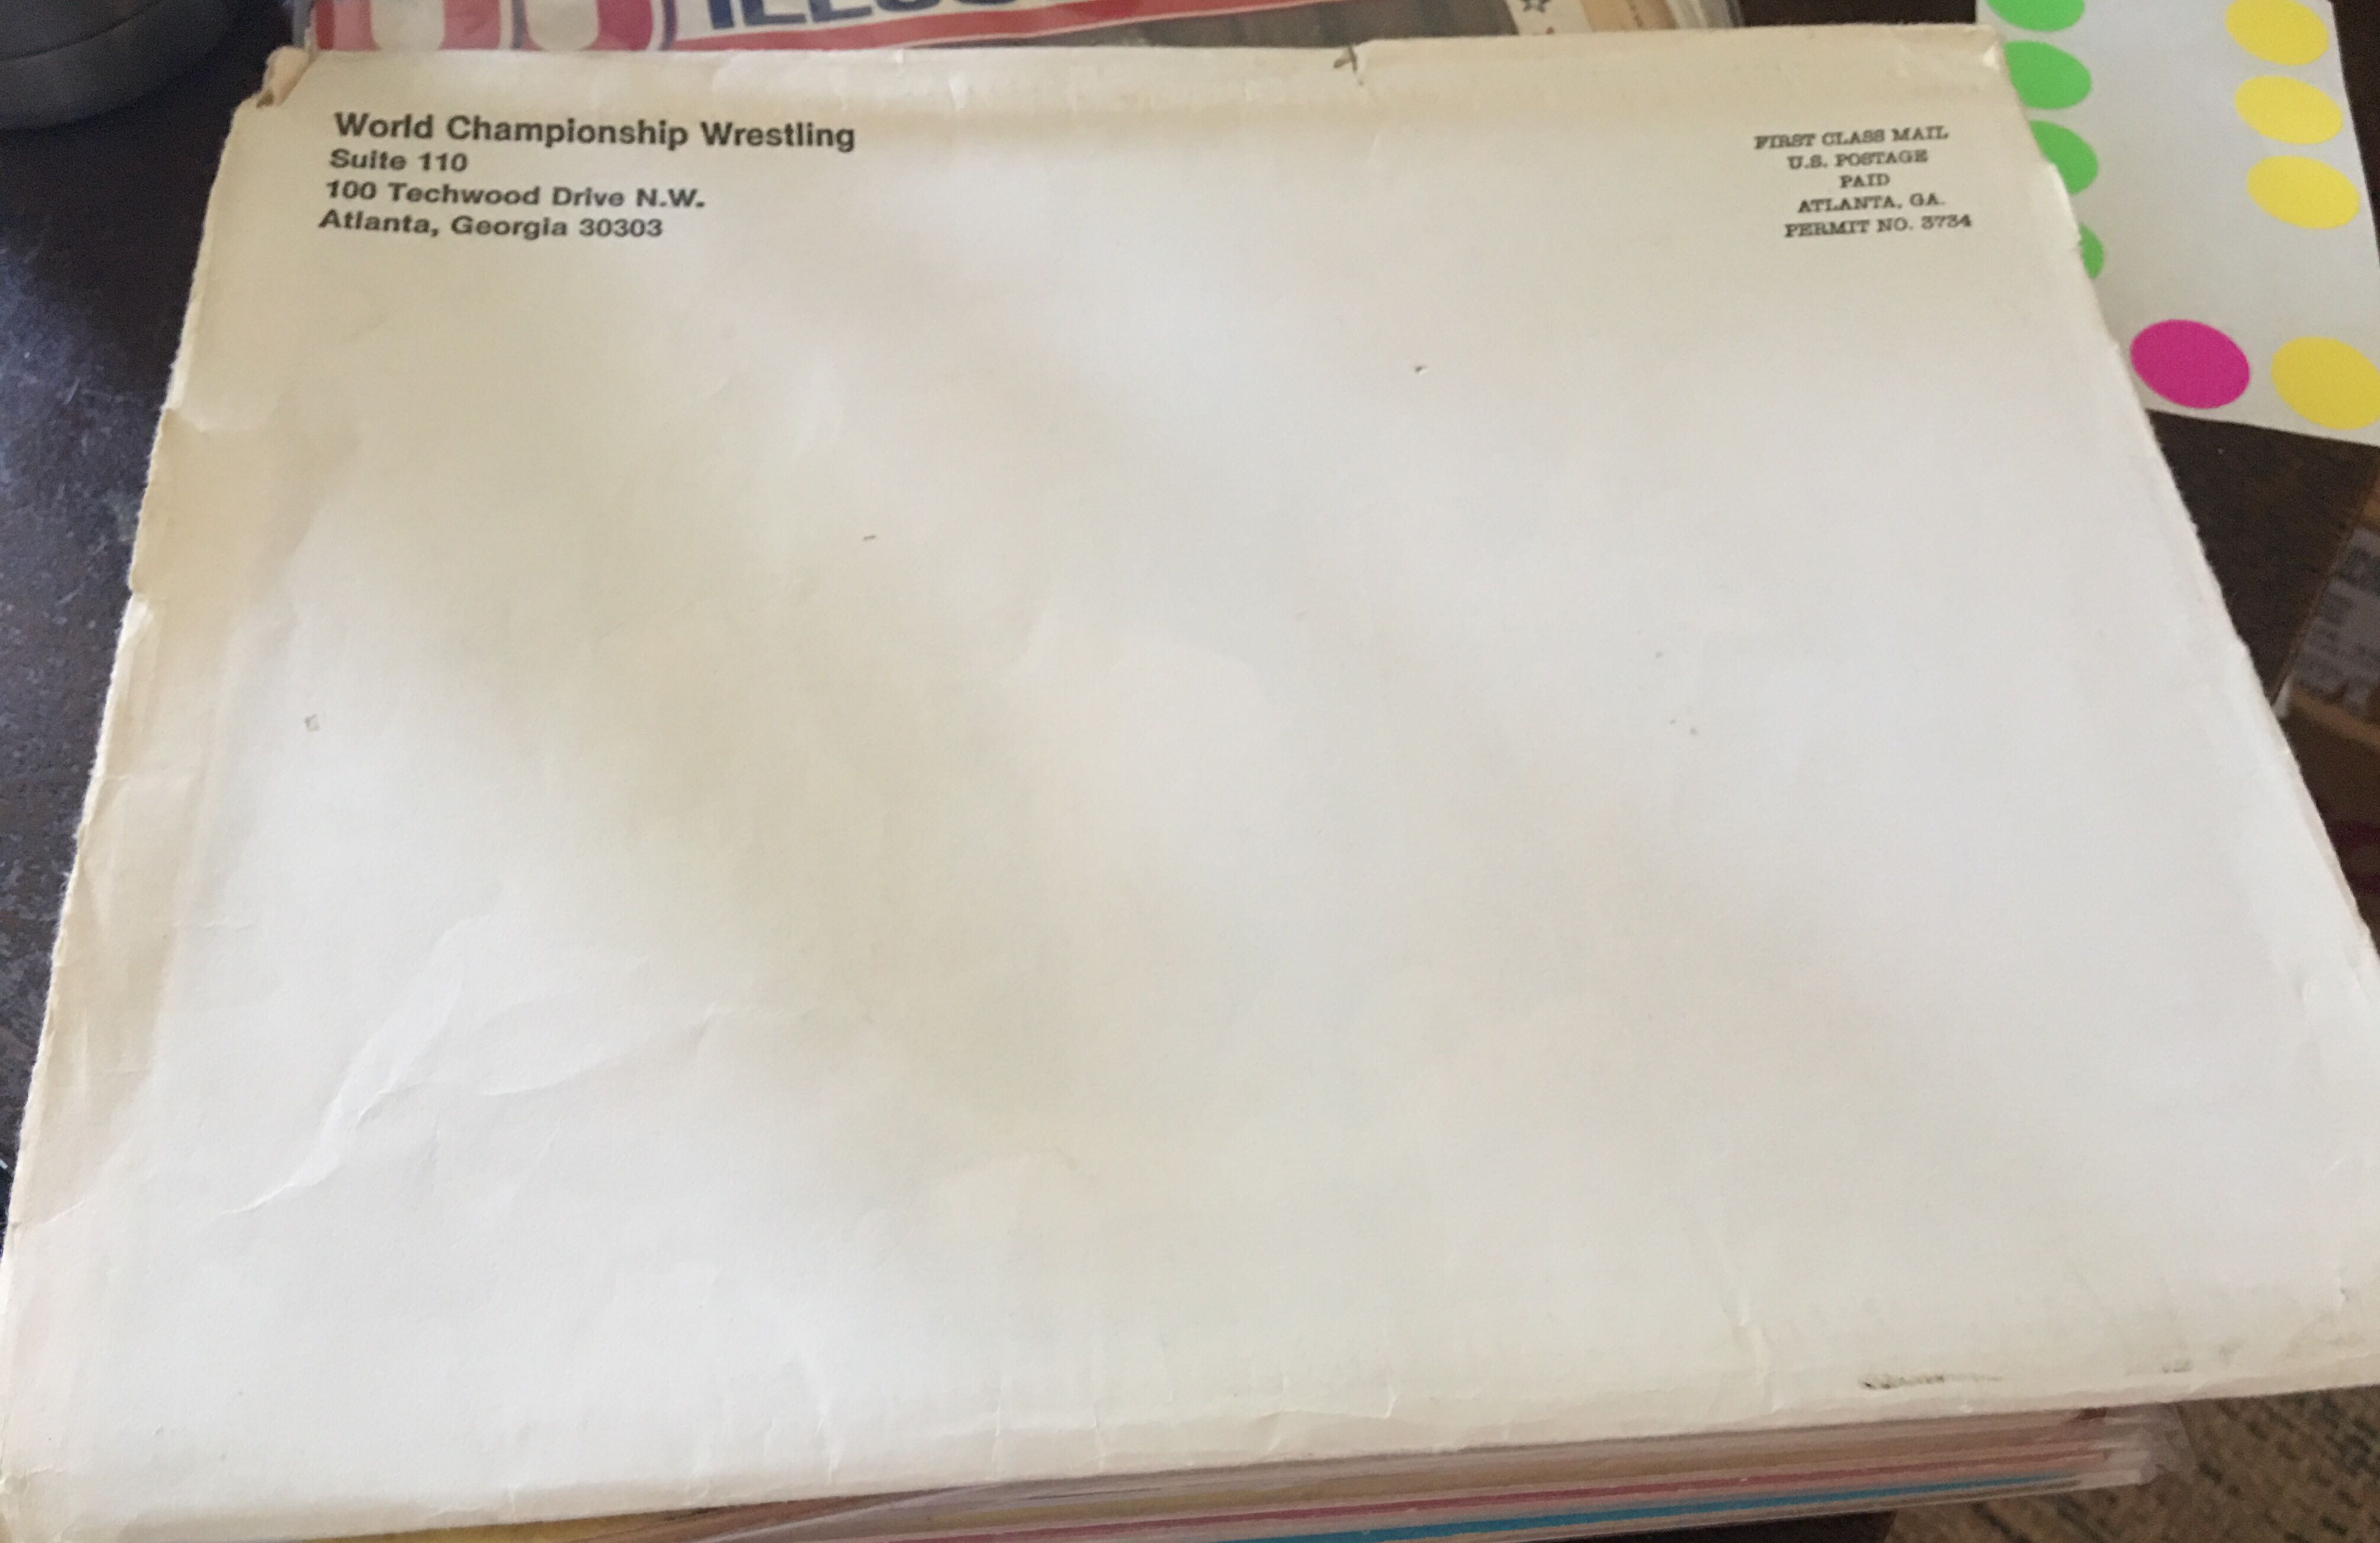 World Championship Wrestling
Suite 110
100 Techwood Drive N.W.
Atlanta, Georgia 30303
FIRST CLASS MAIL
U.S. POSTAGE
PAID
ATLANTA, GA.
PERMIT NO. 3734